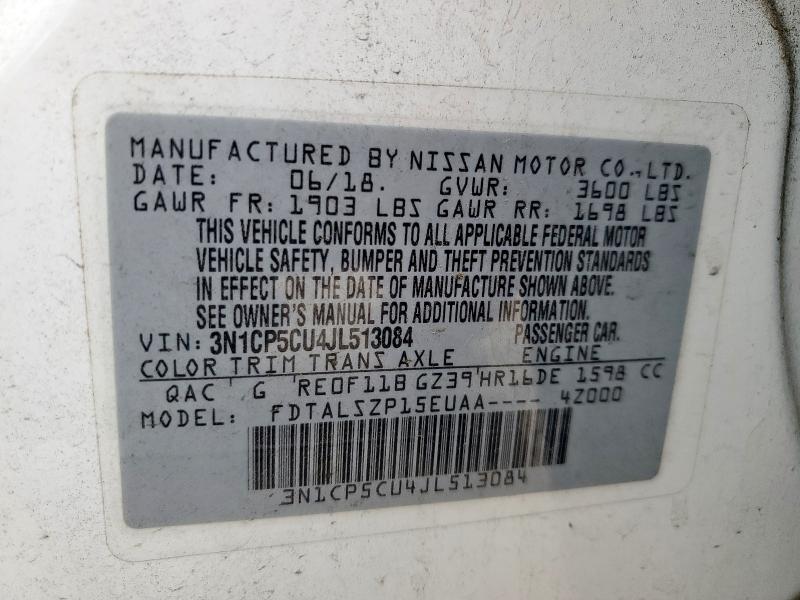 MANUFACTURED BY NISSAN MOTOR CO., LTD.
DATE: 06/18. GVWR: 3600 LBS
GAWR FR: 1903 LBS GAWR RR: 1698 LBS
THIS VEHICLE CONFORMS TO ALL APPLICABLE FEDERAL MOTOR
VEHICLE SAFETY, BUMPER AND THEFT PREVENTION STANDARDS
IN EFFECT ON THE DATE OF MANUFACTURE SHOWN ABOVE.
SEE OWNER'S MANUAL FOR ADDITIONAL INFORMATION.
VIN: 3N1CP5CU4JL513084 PASSENGER CAR.
COLOR TRIM TRANS AXLE ENGINE
QAC G RE0F11B GZ39 HR16DE 1598 CC
MODEL: FDTALSZP15EUAA---- 4Z000
3N1CP5CU4JL513084